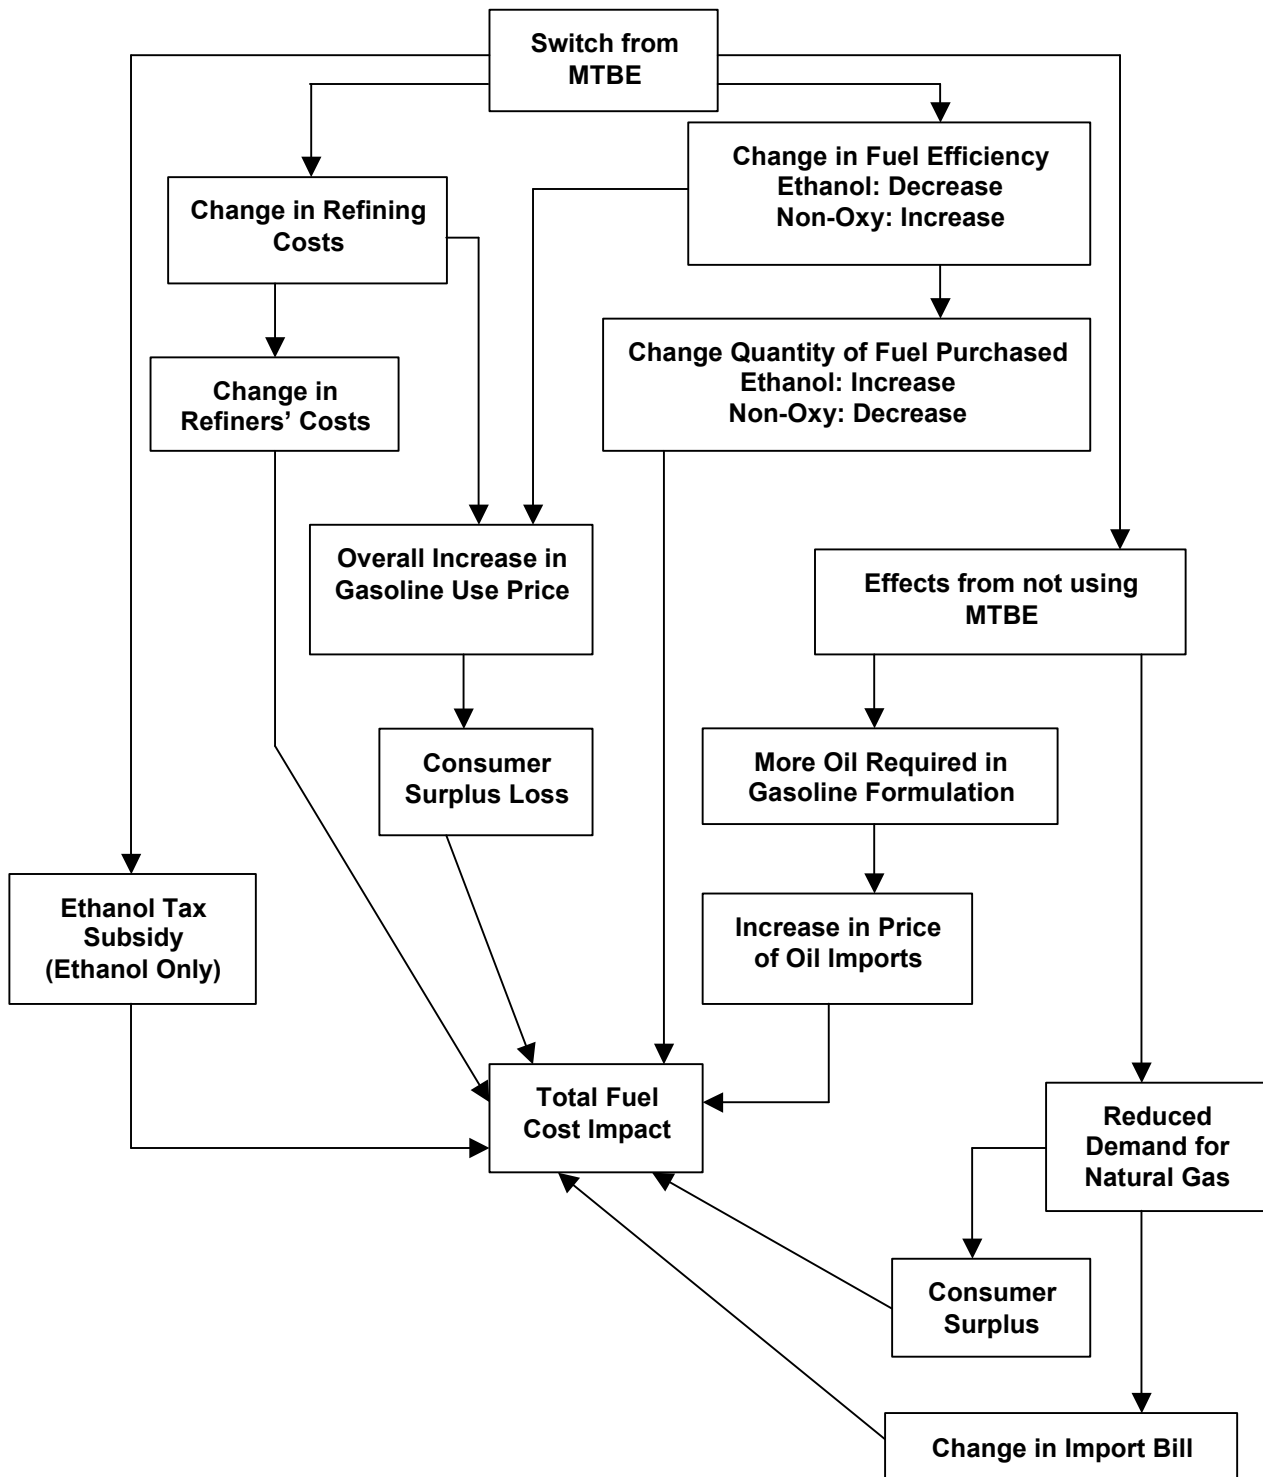 Switch from
MTBE
Change in Fuel Efficiency
Ethanol: Decrease
Non-Oxy: Increase
Change in Refining
Costs
Change Quantity of Fuel Purchased
Ethanol: Increase
Non-Oxy: Decrease
Change in
Refiners’ Costs
Overall Increase in
Gasoline Use Price
Effects from not using
MTBE
Consumer
Surplus Loss
More Oil Required in
Gasoline Formulation
Ethanol Tax
Subsidy
(Ethanol Only)
Increase in Price
of Oil Imports
Total Fuel
Cost Impact
Reduced
Demand for
Natural Gas
Consumer
Surplus
Change in Import Bill